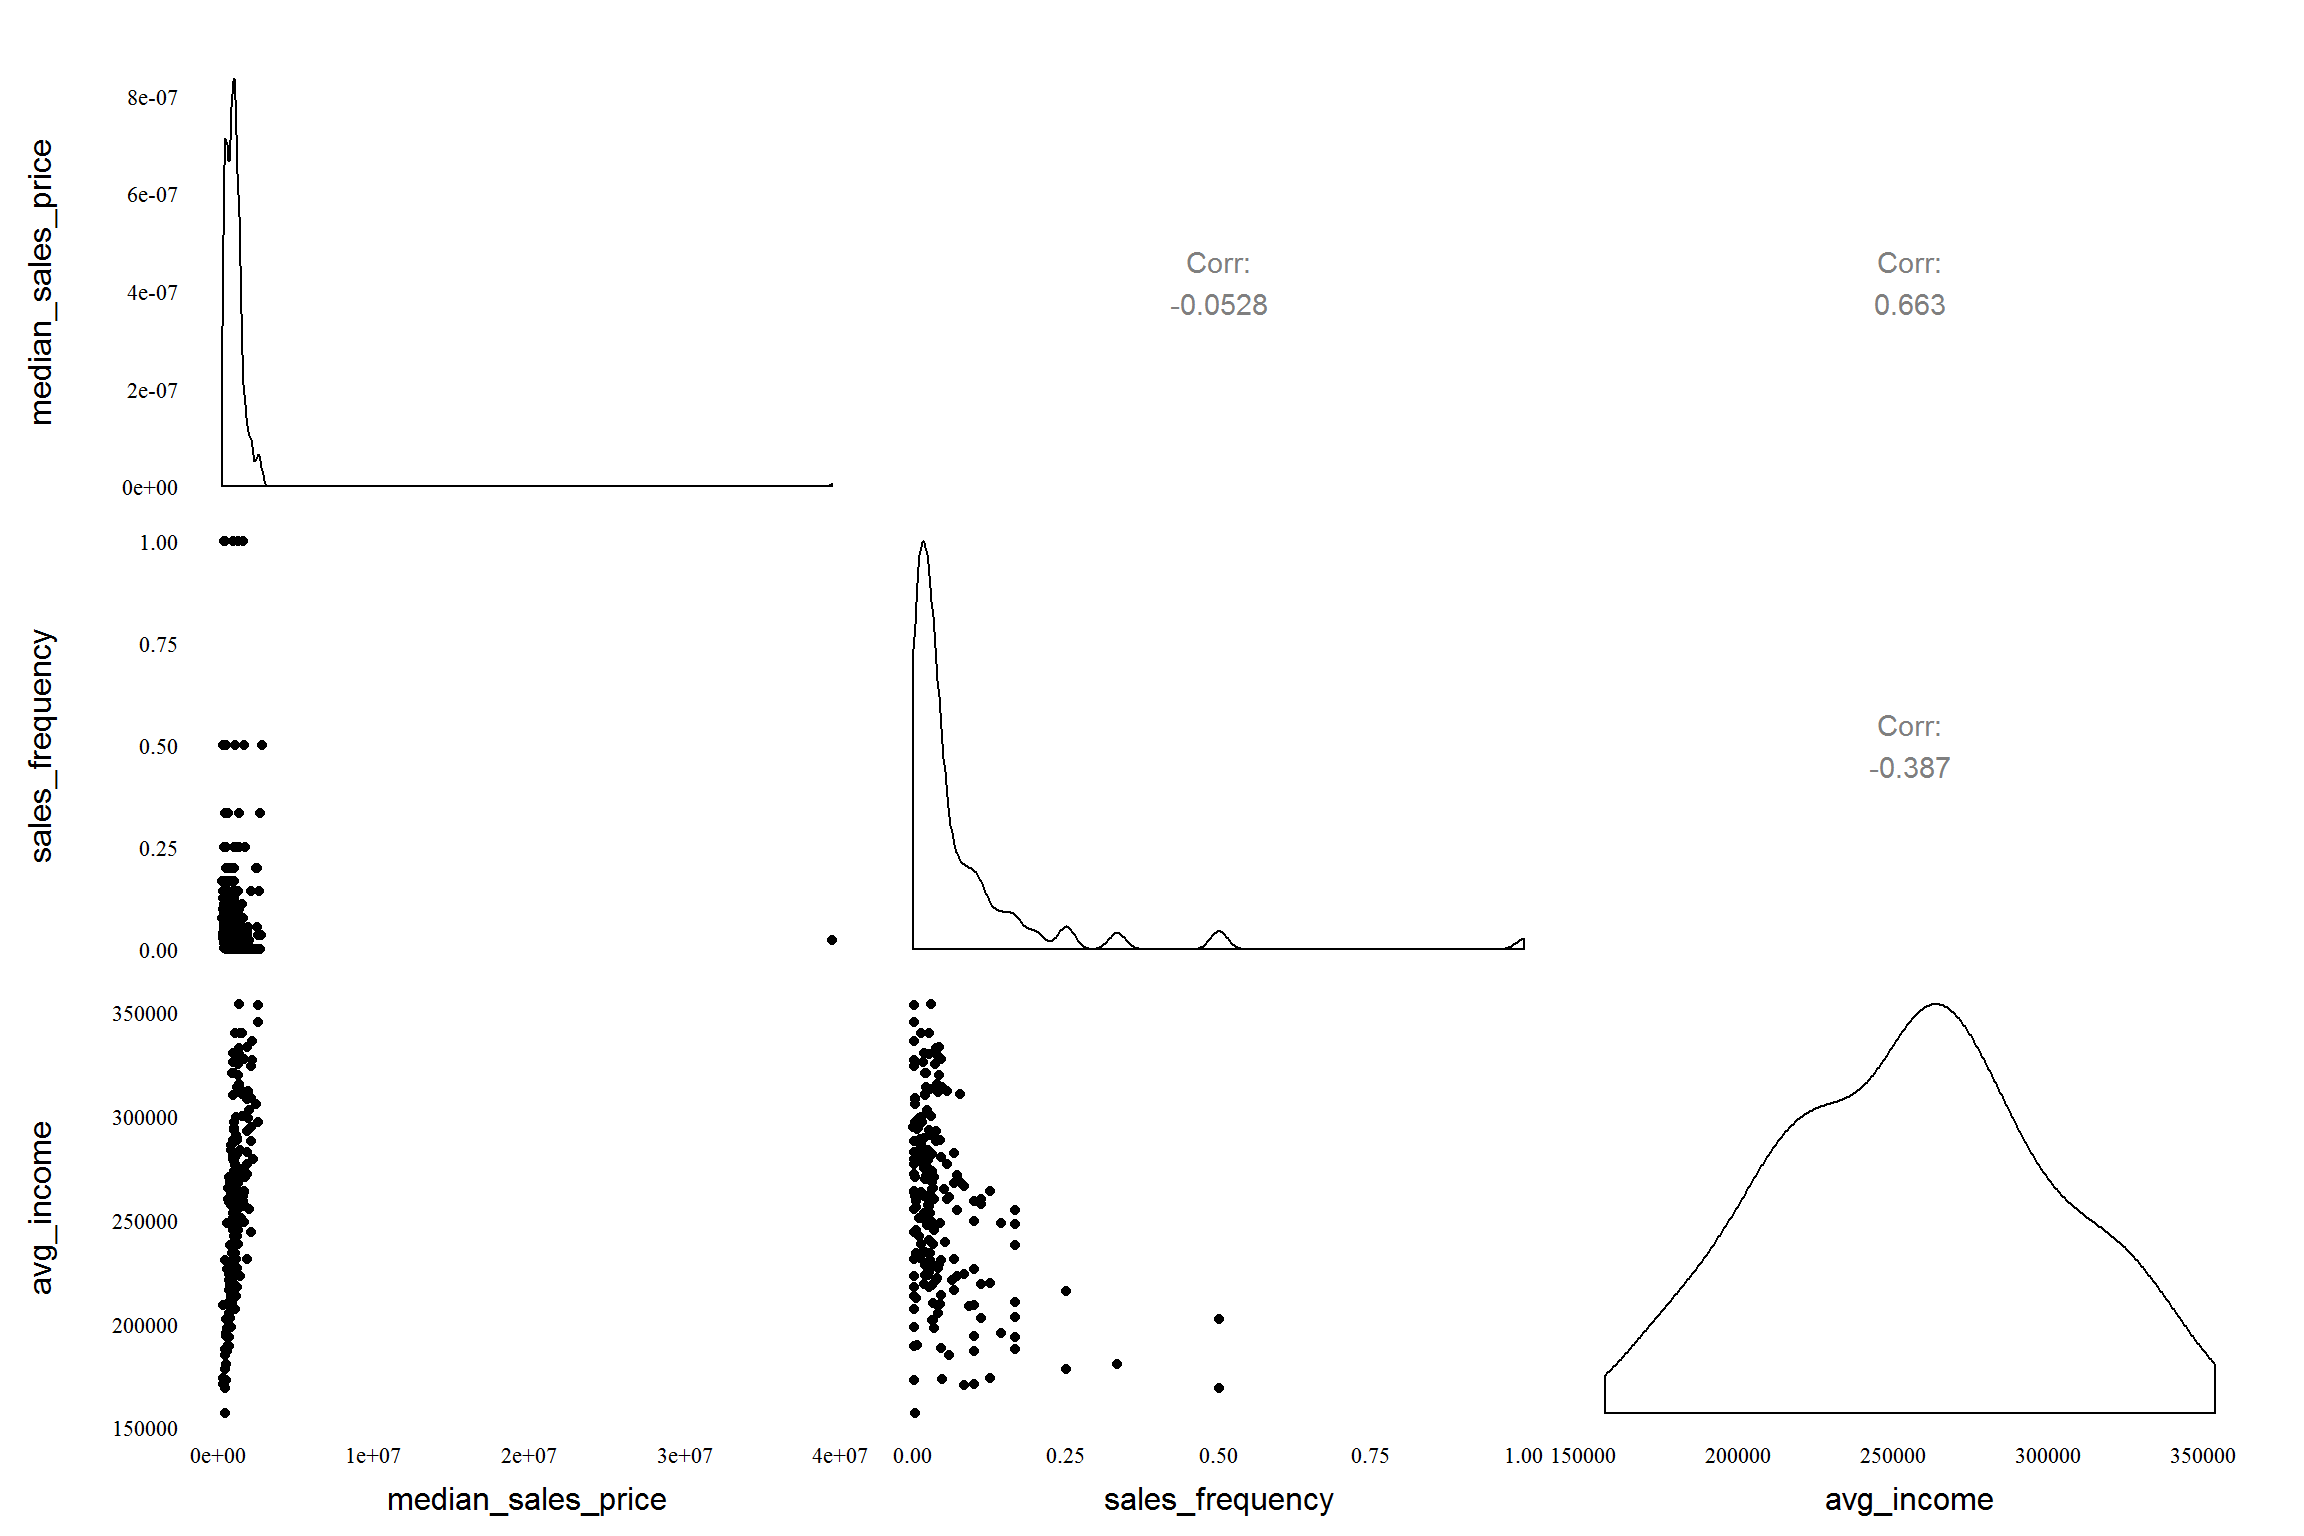 median_sales_price
8e-07
6e-07
4e-07
2e-07
0e+00
Corr:
-0.0528
Corr:
0.663
sales_frequency
1.00
0.75
0.50
0.25
0.00
Corr:
-0.387
avg_income
350000
300000
250000
200000
150000
0e+00 1e+07 2e+07 3e+07 4e+07 0.00 0.25 0.50 0.75 1.00 150000 200000 250000 300000 350000
median_sales_price sales_frequency avg_income